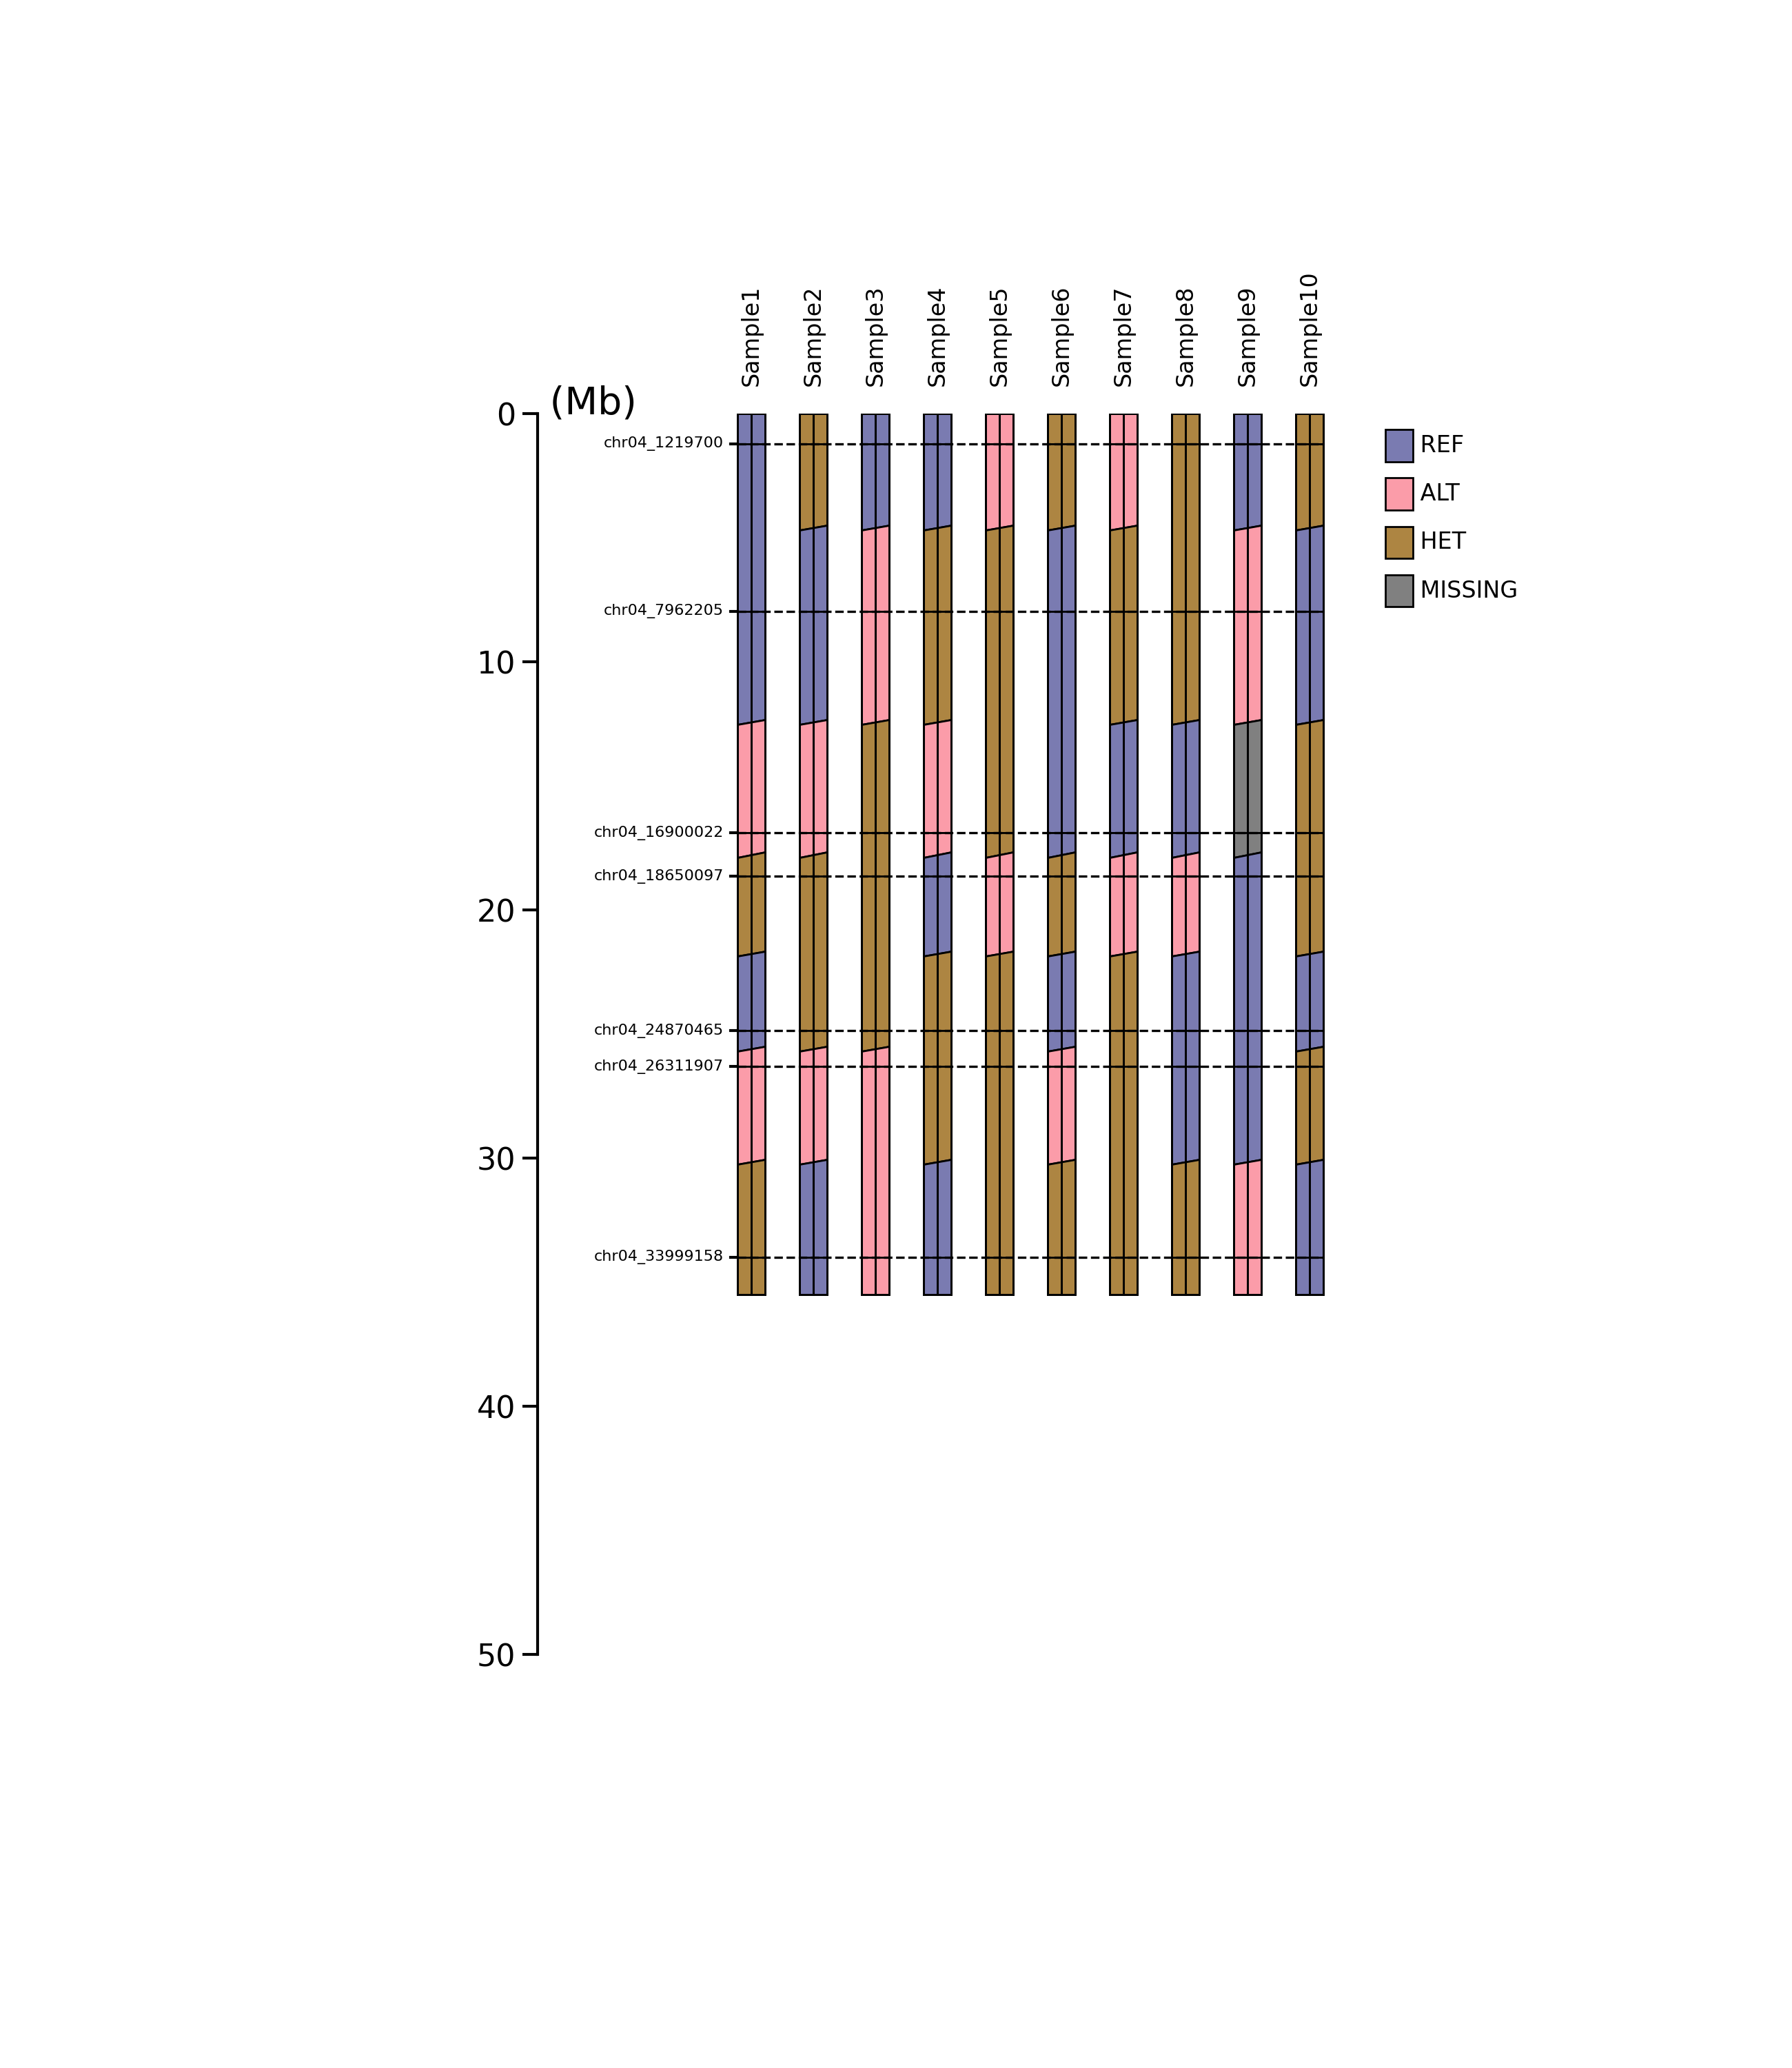 Sample1
Sample2
Sample3
Sample4
Sample5
Sample6
Sample7
Sample8
Sample9
Sample10
(Mb)
0
10
20
30
40
50
chr04_1219700
chr04_7962205
chr04_16900022
chr04_18650097
chr04_24870465
chr04_26311907
chr04_33999158
REF
ALT
HET
MISSING